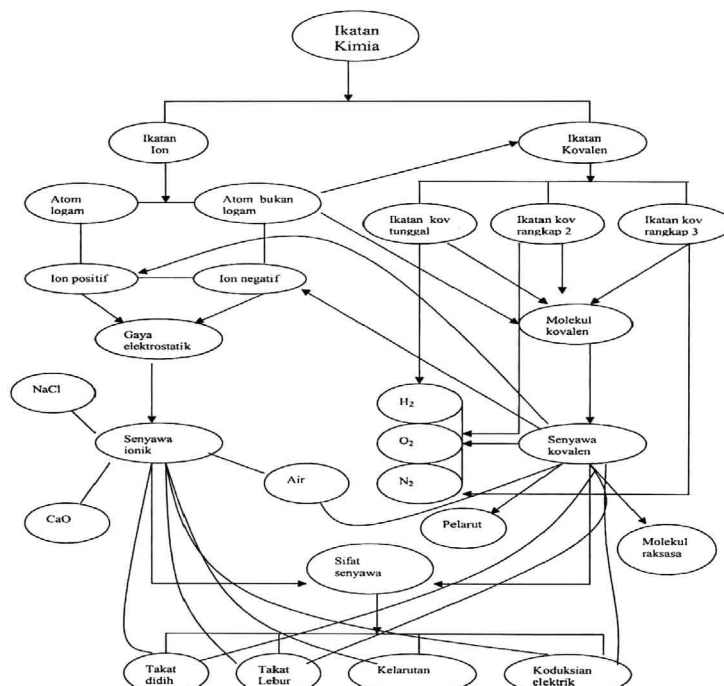 Ikatan
Kimia
Ikatan
Ion
Ikatan
Kovalen
Atom
logam
Atom bukan
logam
Ikatan kov
tunggal
Ikatan kov
rangkap 2
Ikatan kov
rangkap 3
Ion positif
Ion negatif
Molekul
kovalen
Gaya
elektrostatik
NaCl
H₂
Senyawa
ionik
O₂
Senyawa
kovalen
Air
N₂
CaO
Pelarut
Molekul
raksasa
Sifat
senyawa
Takat
didih
Takat
Lebur
Kelarutan
Koduksian
elektrik